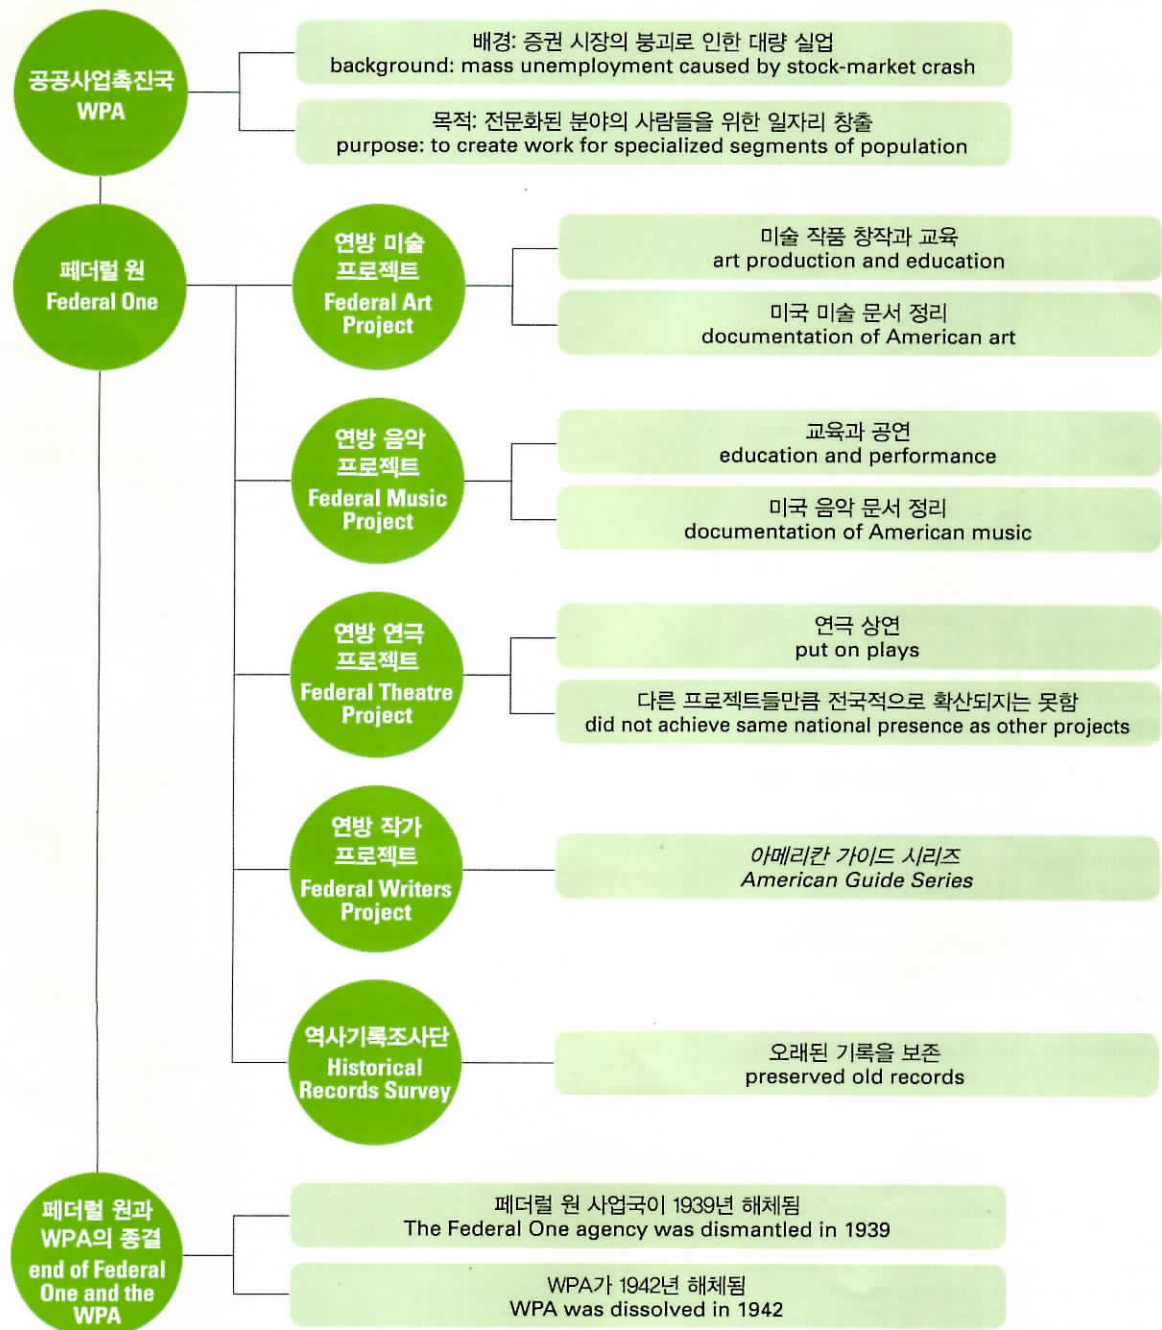 공공사업촉진국
WPA
배경: 증권 시장의 붕괴로 인한 대량 실업
background: mass unemployment caused by stock-market crash
목적: 전문화된 분야의 사람들을 위한 일자리 창출
purpose: to create work for specialized segments of population
페더럴 원
Federal One
연방 미술
프로젝트
Federal Art
Project
미술 작품 창작과 교육
art production and education
미국 미술 문서 정리
documentation of American art
연방 음악
프로젝트
Federal Music
Project
교육과 공연
education and performance
미국 음악 문서 정리
documentation of American music
연방 연극
프로젝트
Federal Theatre
Project
연극 상연
put on plays
다른 프로젝트들만큼 전국적으로 확산되지는 못함
did not achieve same national presence as other projects
연방 작가
프로젝트
Federal Writers
Project
아메리칸 가이드 시리즈
American Guide Series
역사기록조사단
Historical
Records Survey
오래된 기록을 보존
preserved old records
페더럴 원과
WPA의 종결
end of Federal
One and the
WPA
페더럴 원 사업국이 1939년 해체됨
The Federal One agency was dismantled in 1939
WPA가 1942년 해체됨
WPA was dissolved in 1942